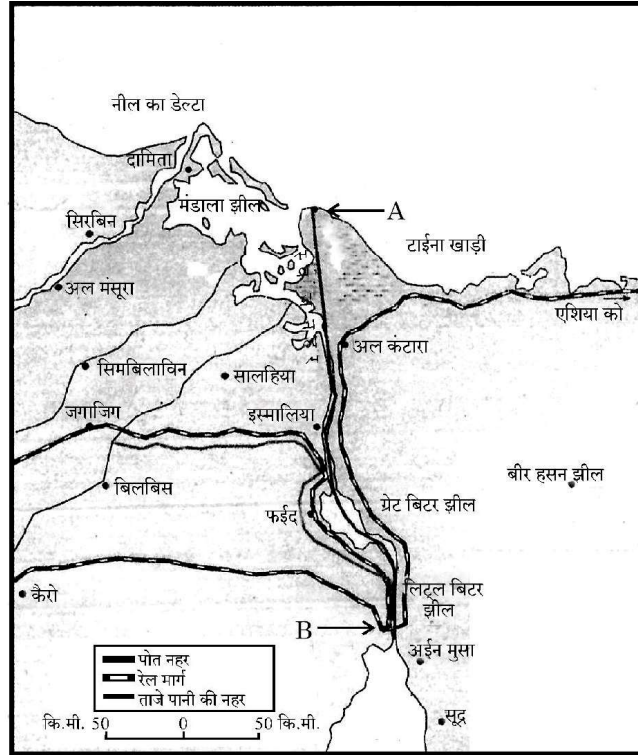 नील का डेल्टा
दामिता
मंडाला झील
A
सिरबिन
टाईना खाड़ी
अल मंसूरा
एशिया को
अल कंटारा
सिमबिलाविन
सालहिया
जगाजिग
इस्मालिया
बीर हसन झील
बिलबिस
ग्रेट बिटर झील
फईद
लिट्ल बिटर
झील
कैरो
B
अईन मुसा
पोत नहर
रेल मार्ग
ताजे पानी की नहर
सूद्र
कि.मी. 50 0 50 कि.मी.